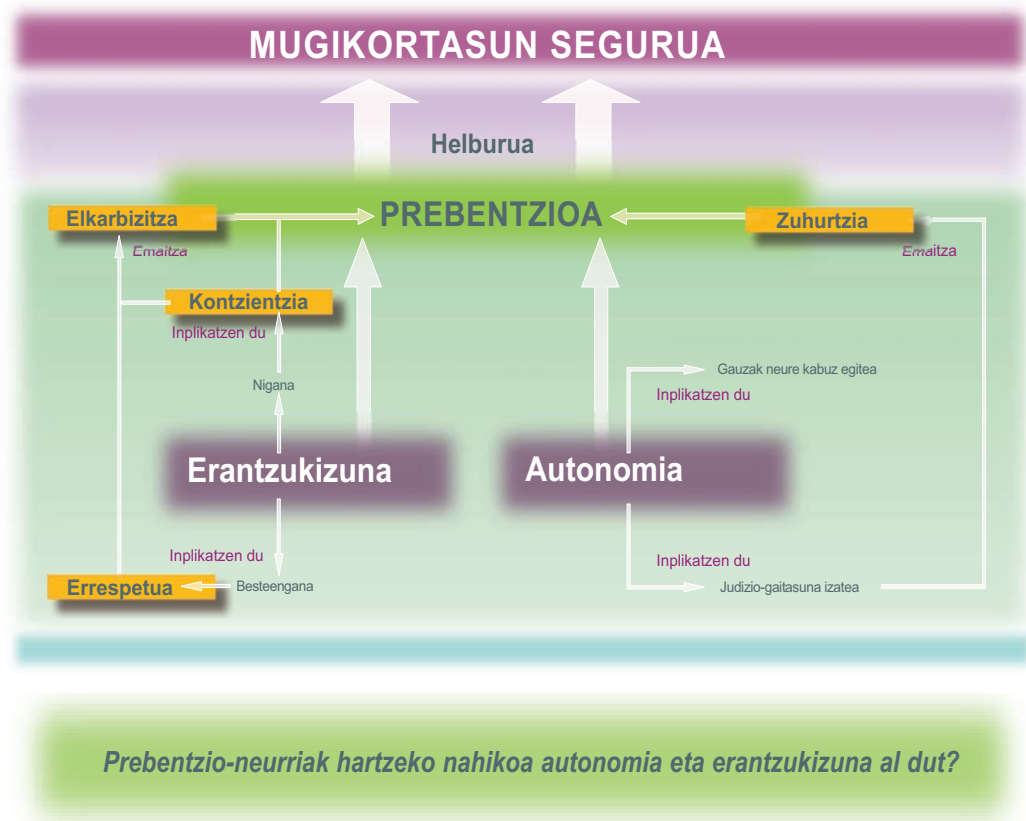 MUGIKORTASUN SEGURUA
Helburua
Elkarbizitza
PREBENTZIOA
Zuhurtzia
Emaitza
Emaitza
Kontzientzia
Inplikatzen du
Nigana
Gauzak neure kabuz egitea
Inplikatzen du
Erantzukizuna
Autonomia
Inplikatzen du
Inplikatzen du
Errespetua
Besteengana
Judizio-gaitasuna izatea
Prebentzio-neurriak hartzeko nahikoa autonomia eta erantzukizuna al dut?